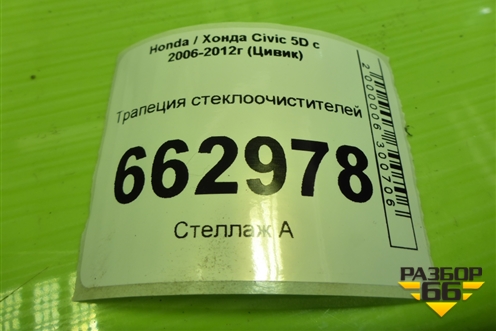 Honda / Хонда Civic 5D с
2006-2012г (Цивик)
Трапеция стеклоочистителей
662978
Стеллаж А
2000006300706
РАЗБОР
66